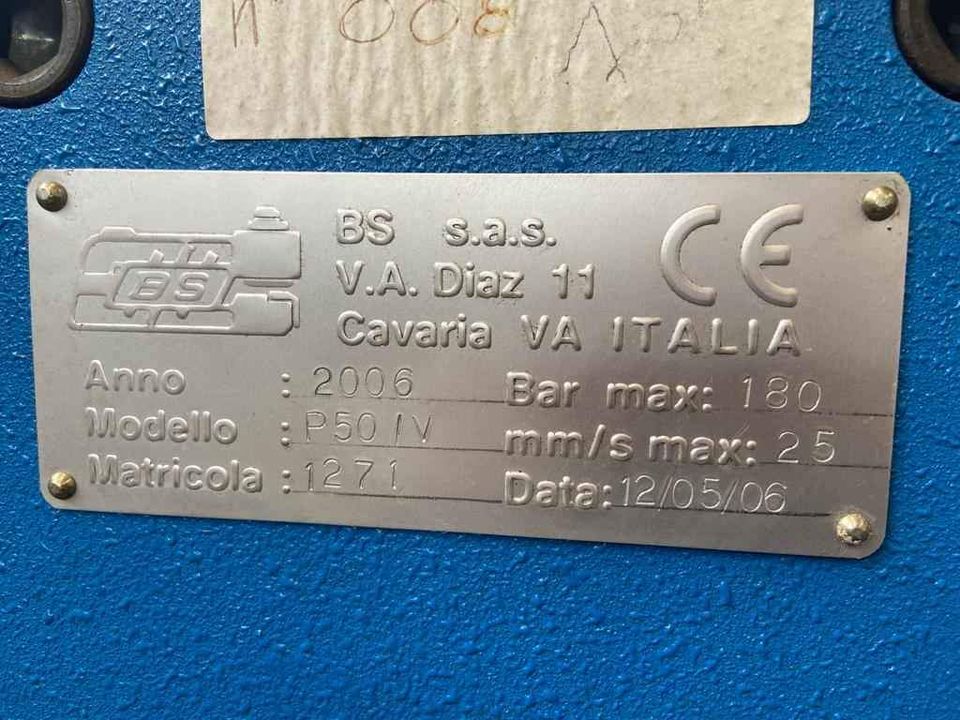 n° 008
BS
BS s.a.s.
V.A. Diaz 11
Cavaria VA ITALIA
CE
Anno : 2006 Bar max: 180
Modello : P50/V mm/s max: 25
Matricola : 1271 Data: 12/05/06